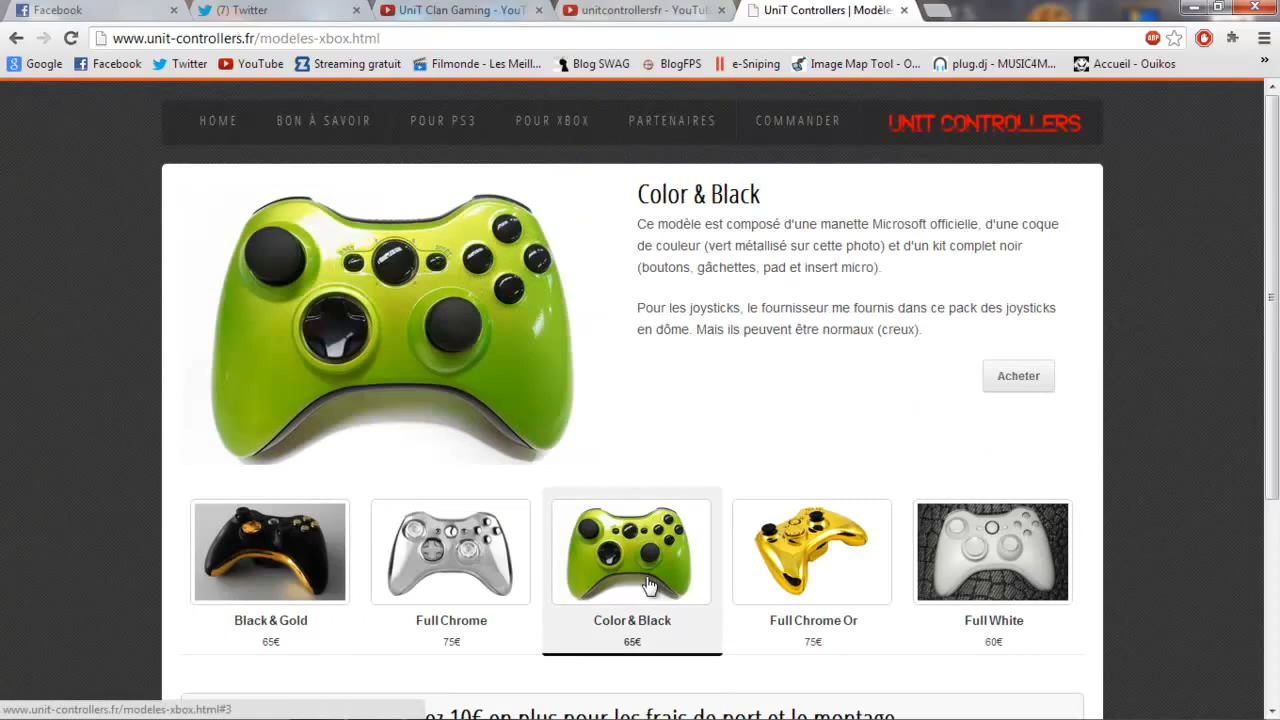 Facebook
(7) Twitter
UniT Clan Gaming - YouT
unitcontrollersfr - YouTub
UniT Controllers | Modèle
www.unit-controllers.fr/modeles-xbox.html
ABP
Google
Facebook
Twitter
YouTube
Streaming gratuit
Filmonde - Les Meill...
Blog SWAG
BlogFPS
e-Sniping
Image Map Tool - O...
plug.dj - MUSIC4M...
Accueil - Ouikos
HOME
BON À SAVOIR
POUR PS3
POUR XBOX
PARTENAIRES
COMMANDER
UNIT CONTROLLERS
Color & Black
Ce modèle est composé d'une manette Microsoft officielle, d'une coque
de couleur (vert métallisé sur cette photo) et d'un kit complet noir
(boutons, gâchettes, pad et insert micro).
Pour les joysticks, le fournisseur me fournis dans ce pack des joysticks
en dôme. Mais ils peuvent être normaux (creux).
Acheter
Black & Gold
65€
Full Chrome
75€
Color & Black
65€
Full Chrome Or
75€
Full White
60€
www.unit-controllers.fr/modeles-xbox.html#3
ez 10€ en plus pour les frais de port et le montage